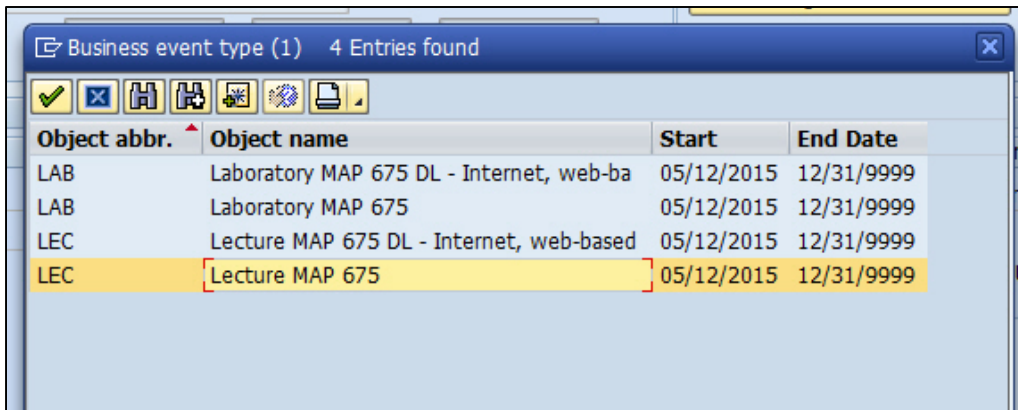 Business event type (1) 4 Entries found
Object abbr. Object name Start End Date
LAB Laboratory MAP 675 DL - Internet, web-ba 05/12/2015 12/31/9999
LAB Laboratory MAP 675 05/12/2015 12/31/9999
LEC Lecture MAP 675 DL - Internet, web-based 05/12/2015 12/31/9999
LEC Lecture MAP 675 05/12/2015 12/31/9999